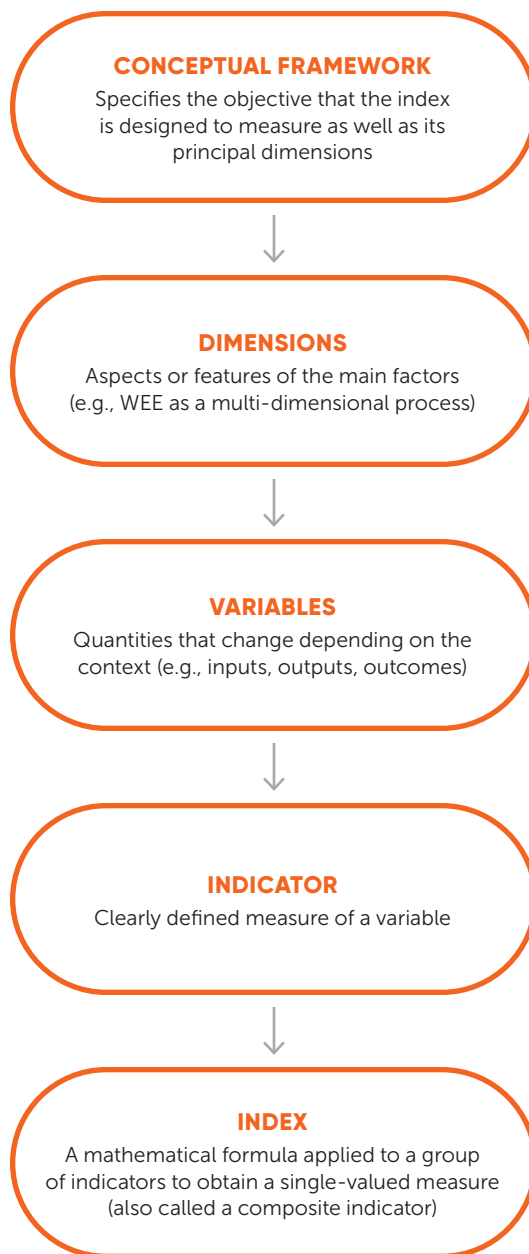 CONCEPTUAL FRAMEWORK
Specifies the objective that the index
is designed to measure as well as its
principal dimensions
DIMENSIONS
Aspects or features of the main factors
(e.g., WEE as a multi-dimensional process)
VARIABLES
Quantities that change depending on the
context (e.g., inputs, outputs, outcomes)
INDICATOR
Clearly defined measure of a variable
INDEX
A mathematical formula applied to a group
of indicators to obtain a single-valued measure
(also called a composite indicator)